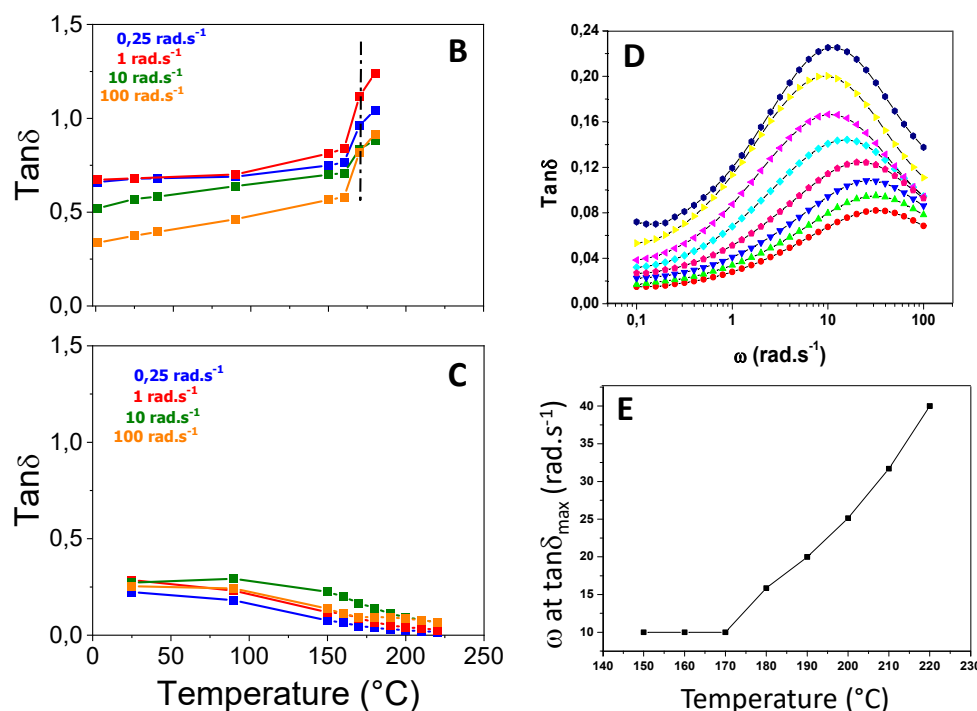 B
0,25 rad.s⁻¹
1 rad.s⁻¹
10 rad.s⁻¹
100 rad.s⁻¹
1,5
1,0
0,5
0,0
Tanδ
C
0,25 rad.s⁻¹
1 rad.s⁻¹
10 rad.s⁻¹
100 rad.s⁻¹
1,5
1,0
0,5
0,0
Tanδ
0 50 100 150 200 250
Temperature (°C)
D
0,24
0,20
0,16
0,12
0,08
0,04
0,00
Tanδ
0,1 1 10 100
ω (rad.s⁻¹)
E
40
35
30
25
20
15
10
ω at tanδmax (rad.s⁻¹)
140 150 160 170 180 190 200 210 220 230
Temperature (°C)